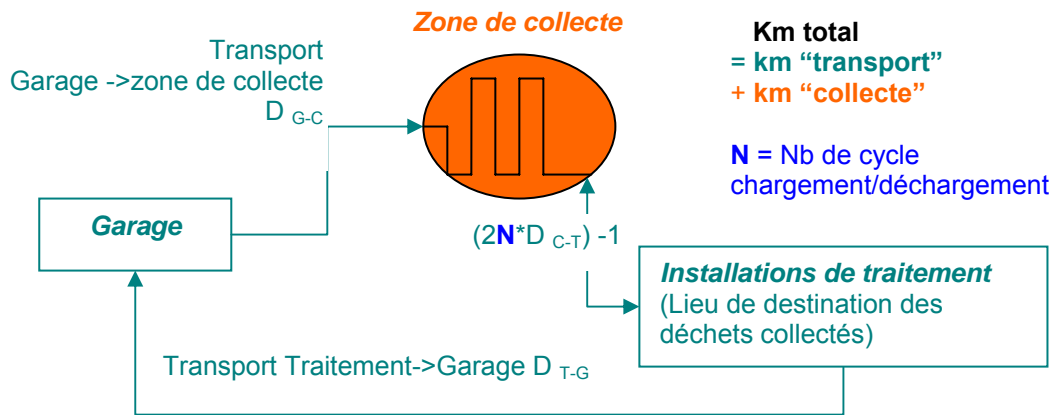 Zone de collecte
Transport
Garage ->zone de collecte
D G-C
Km total
= km “transport”
+ km “collecte”
N = Nb de cycle
chargement/déchargement
Garage
(2N*D C-T) -1
Installations de traitement
(Lieu de destination des
déchets collectés)
Transport Traitement->Garage D T-G